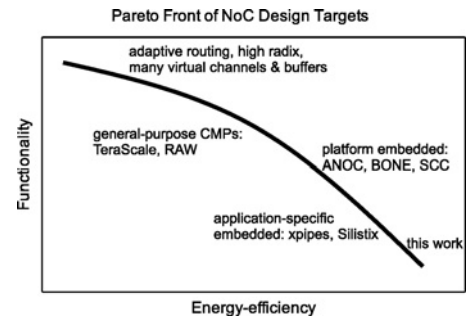 Pareto Front of NoC Design Targets
adaptive routing, high radix,
many virtual channels & buffers
general-purpose CMPs:
TeraScale, RAW
platform embedded:
ANOC, BONE, SCC
application-specific
embedded: xpipes, Silistix
this work
Functionality
Energy-efficiency